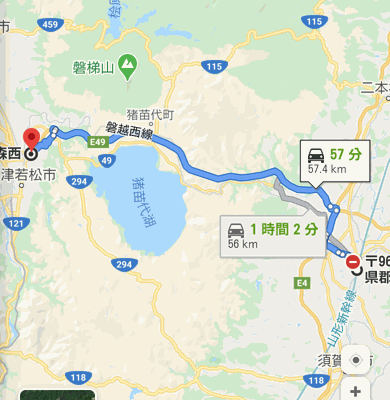 459
115
磐梯山
115
二本
猪苗代町
磐越西線
E49
森西
49
57 分
57.4 km
津若松市
294
4
猪苗代湖
1 時間 2 分
56 km
121
294
〒96
県郡
E4
山形新幹線
須賀
118
118
+